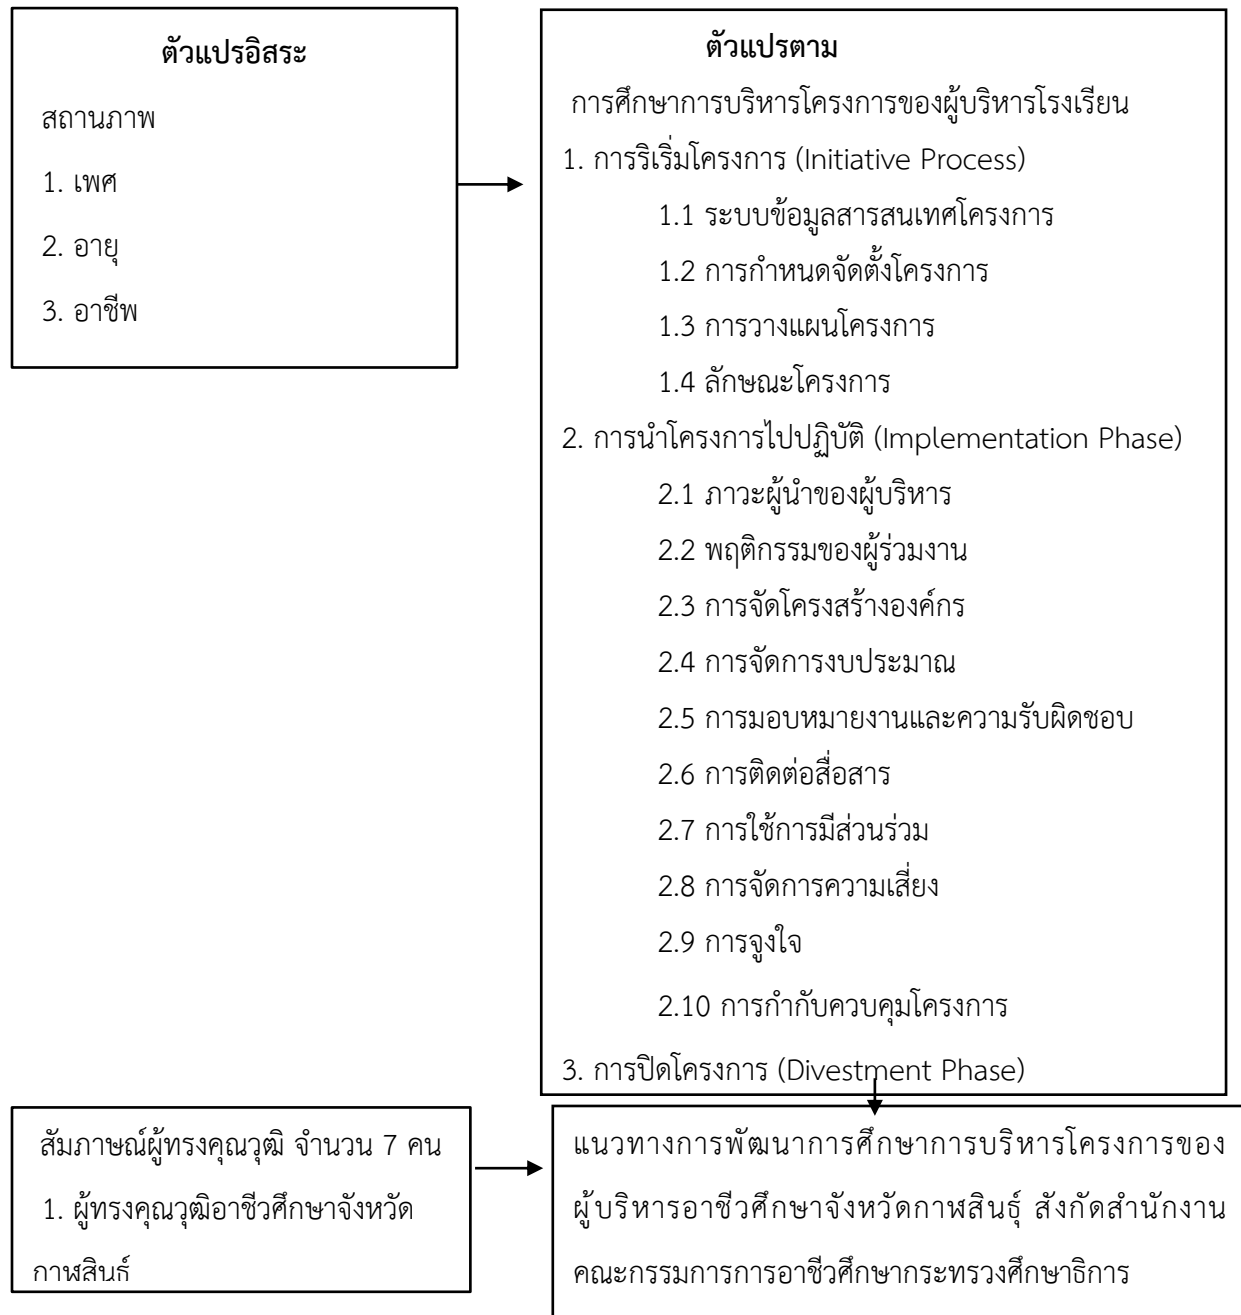 ตัวแปรอิสระ
สถานภาพ
1. เพศ
2. อายุ
3. อาชีพ
ตัวแปรตาม
การศึกษาการบริหารโครงการของผู้บริหารโรงเรียน
1. การริเริ่มโครงการ (Initiative Process)
1.1 ระบบข้อมูลสารสนเทศโครงการ
1.2 การกำหนดจัดตั้งโครงการ
1.3 การวางแผนโครงการ
1.4 ลักษณะโครงการ
2. การนำโครงการไปปฏิบัติ (Implementation Phase)
2.1 ภาวะผู้นำของผู้บริหาร
2.2 พฤติกรรมของผู้ร่วมงาน
2.3 การจัดโครงสร้างองค์กร
2.4 การจัดการงบประมาณ
2.5 การมอบหมายงานและความรับผิดชอบ
2.6 การติดต่อสื่อสาร
2.7 การใช้การมีส่วนร่วม
2.8 การจัดการความเสี่ยง
2.9 การจูงใจ
2.10 การกำกับควบคุมโครงการ
3. การปิดโครงการ (Divestment Phase)
สัมภาษณ์ผู้ทรงคุณวุฒิ จำนวน 7 คน
1. ผู้ทรงคุณวุฒิอาชีวศึกษาจังหวัด
กาฬสินธุ์
แนวทางการพัฒนาการศึกษาการบริหารโครงการของ
ผู้บริหารอาชีวศึกษาจังหวัดกาฬสินธุ์ สังกัดสำนักงาน
คณะกรรมการการอาชีวศึกษากระทรวงศึกษาธิการ